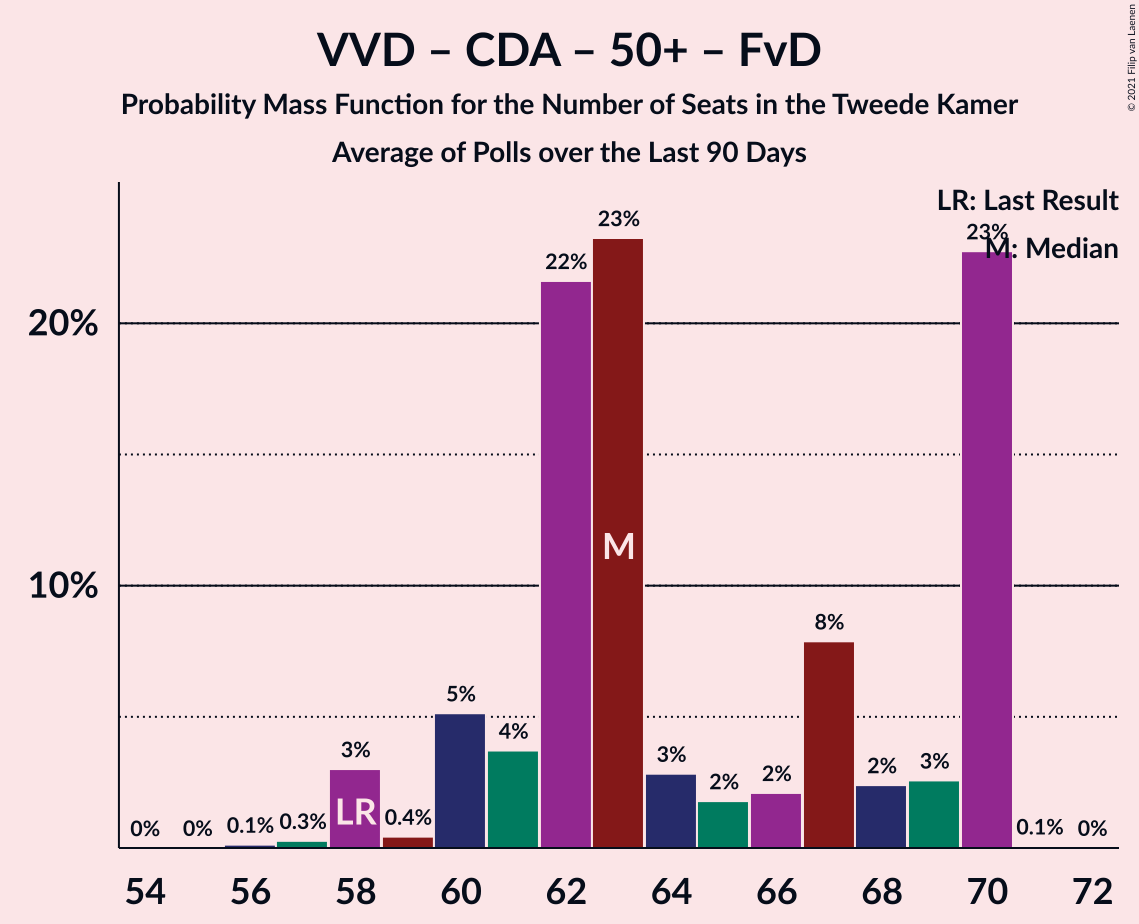 VVD – CDA – 50+ – FvD
Probability Mass Function for the Number of Seats in the Tweede Kamer
Average of Polls over the Last 90 Days
© 2021 Filip van Laenen
LR: Last Result
M: Median
20%
10%
0%
0%
0.1%
0.3%
3%
0.4%
5%
4%
22%
23%
3%
2%
2%
8%
2%
3%
23%
0.1%
0%
LR
M
54 56 58 60 62 64 66 68 70 72